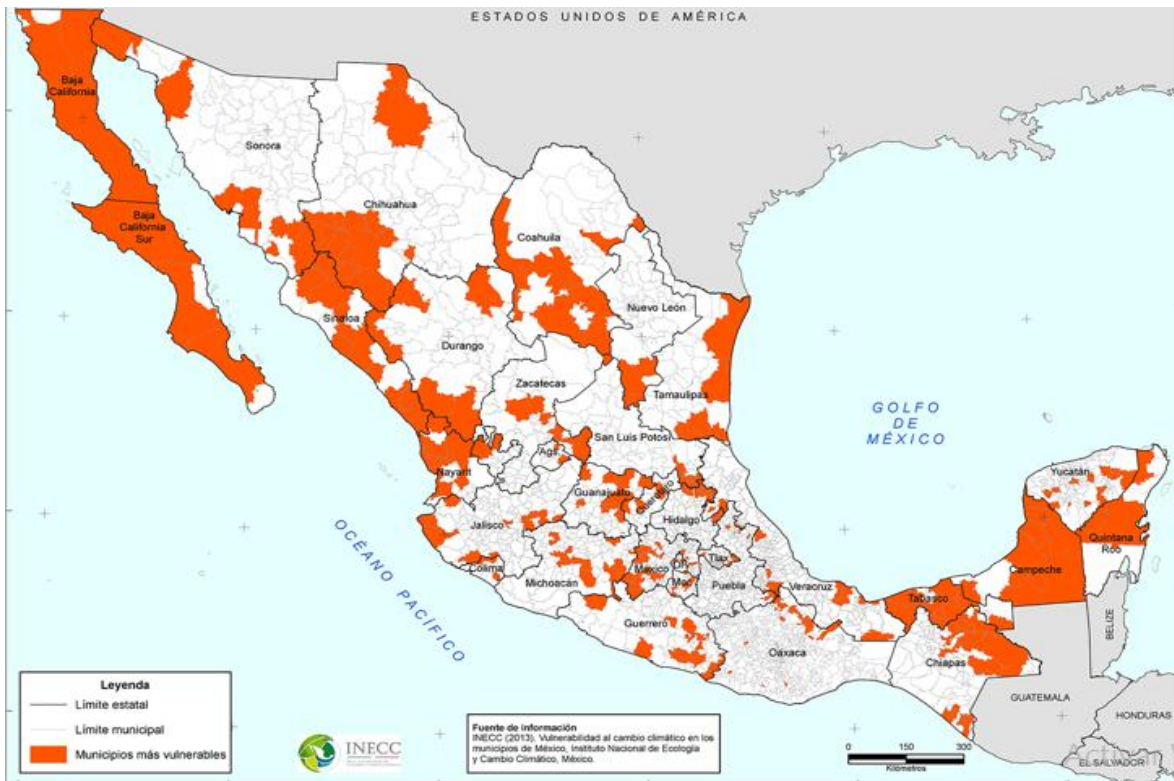 ESTADOS UNIDOS DE AMÉRICA
Baja
California
Sonora
Chihuahua
Baja
California
Sur
Coahuila
Nuevo León
Sinaloa
Durango
Zacatecas
Tamaulipas
San Luis Potosí
GOLFO
DE
MÉXICO
Ags.
Nayarit
Guanajuato
Querétaro
Yucatán
Hidalgo
Jalisco
Quintana
Roo
OCÉANO PACÍFICO
Colima
Michoacán
México
DF
Tlax
Mor
Puebla
Veracruz
Campeche
Tabasco
Guerrero
Oaxaca
Chiapas
BELIZE
GUATEMALA
HONDURAS
EL SALVADOR
Leyenda
Límite estatal
Límite municipal
Municipios más vulnerables
INECC
Fuente de información
INECC (2013). Vulnerabilidad al cambio climático en los
municipios de México, Instituto Nacional de Ecología
y Cambio Climático, México.
0 150 300
Kilómetros